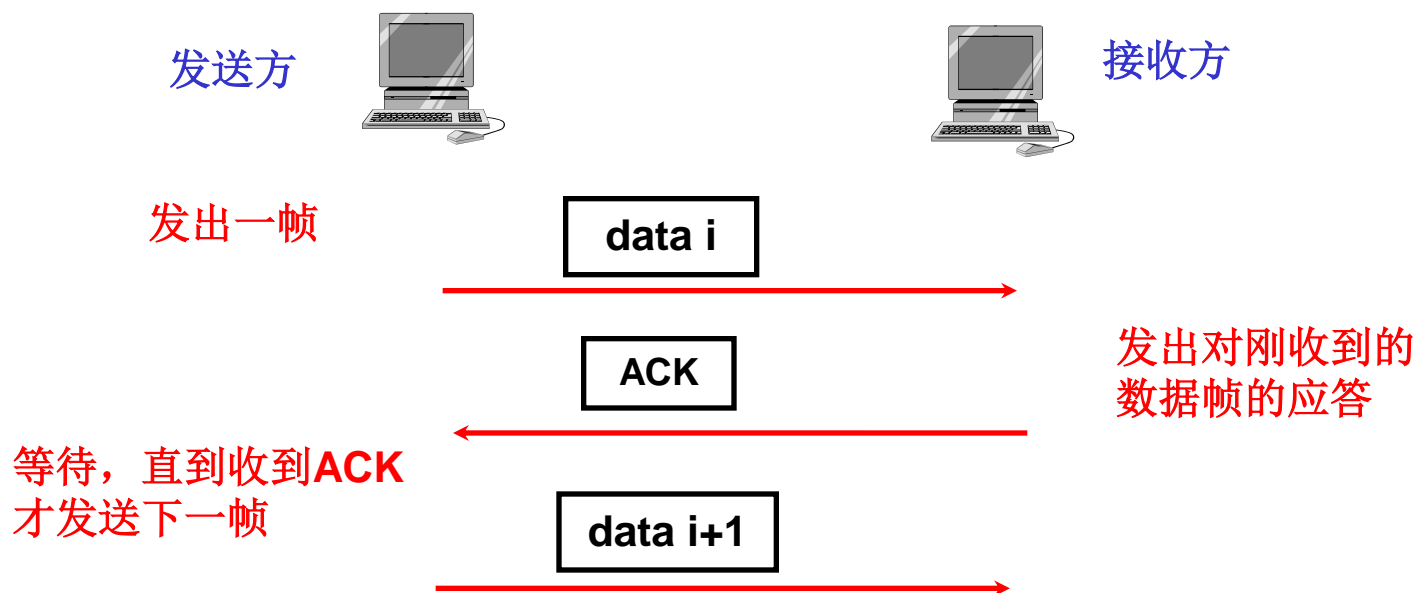 发送方
接收方
发出一帧
data i
ACK
发出对刚收到的
数据帧的应答
等待，直到收到ACK
才发送下一帧
data i+1